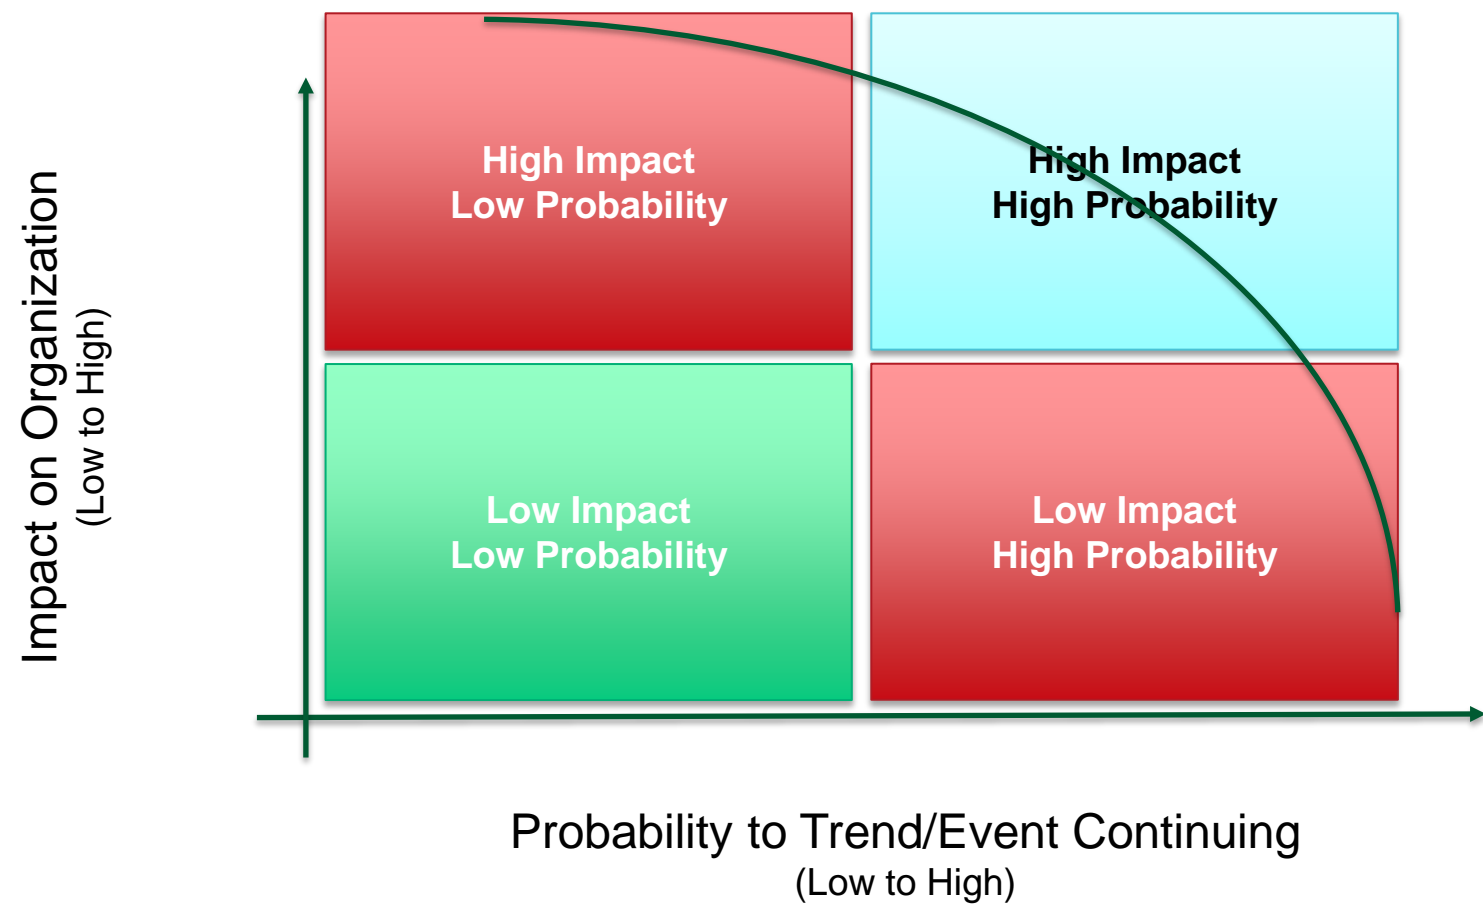 Impact on Organization
(Low to High)
High Impact
Low Probability
High Impact
High Probability
Low Impact
Low Probability
Low Impact
High Probability
Probability to Trend/Event Continuing
(Low to High)